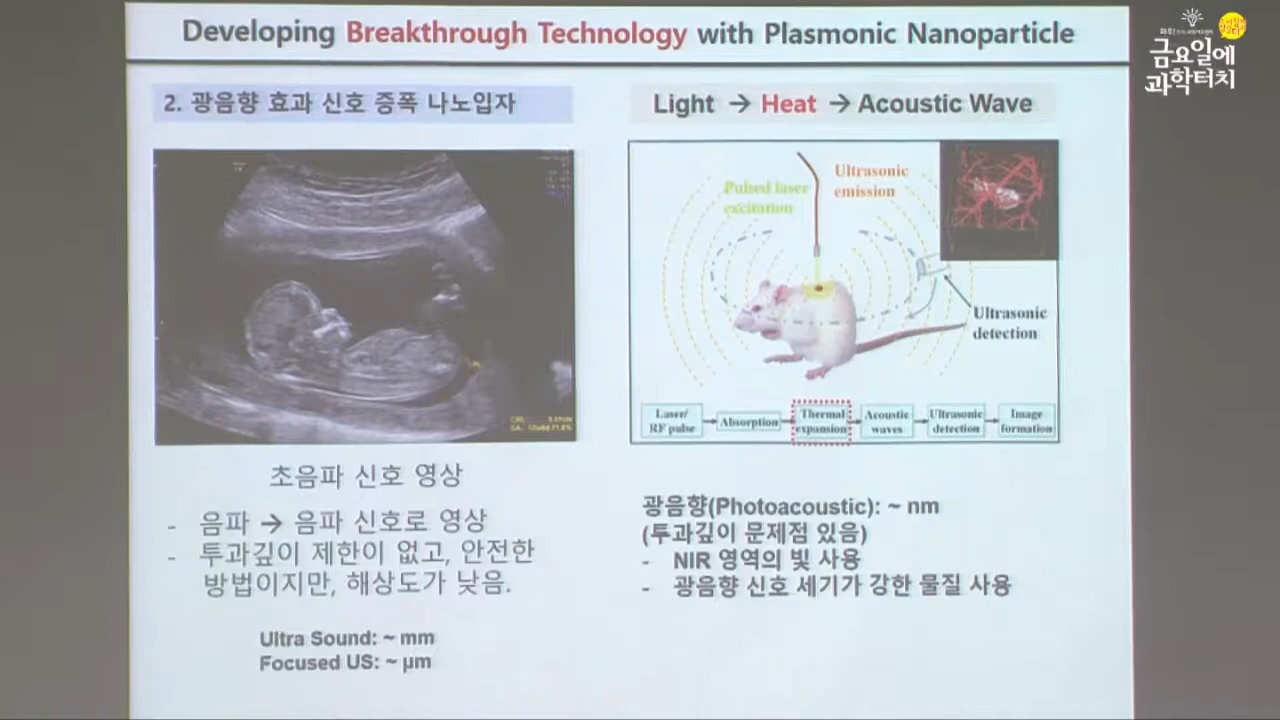 Developing Breakthrough Technology with Plasmonic Nanoparticle
금요일에
과학터치
2. 광음향 효과 신호 증폭 나노입자
초음파 신호 영상
- 음파 → 음파 신호로 영상
- 투과깊이 제한이 없고, 안전한
방법이지만, 해상도가 낮음.
Ultra Sound: ~ mm
Focused US: ~ μm
Light → Heat → Acoustic Wave
Pulsed laser
excitation
Ultrasonic
emission
Ultrasonic
detection
Laser/
RF pulse
Absorption
Thermal
expansion
Acoustic
waves
Ultrasonic
detection
Image
formation
광음향(Photoacoustic): ~ nm
(투과깊이 문제점 있음)
- NIR 영역의 빛 사용
- 광음향 신호 세기가 강한 물질 사용